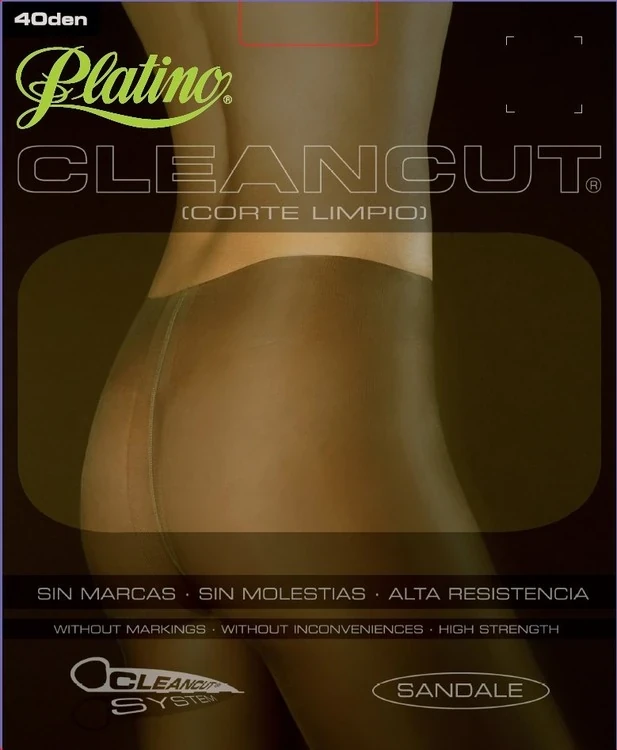 40den
Platino®
CLEANCUT®
(CORTE LIMPIO)
SIN MARCAS · SIN MOLESTIAS · ALTA RESISTENCIA
WITHOUT MARKINGS · WITHOUT INCONVENIENCES · HIGH STRENGTH
CLEANCUT®
SYSTEM
SANDALE